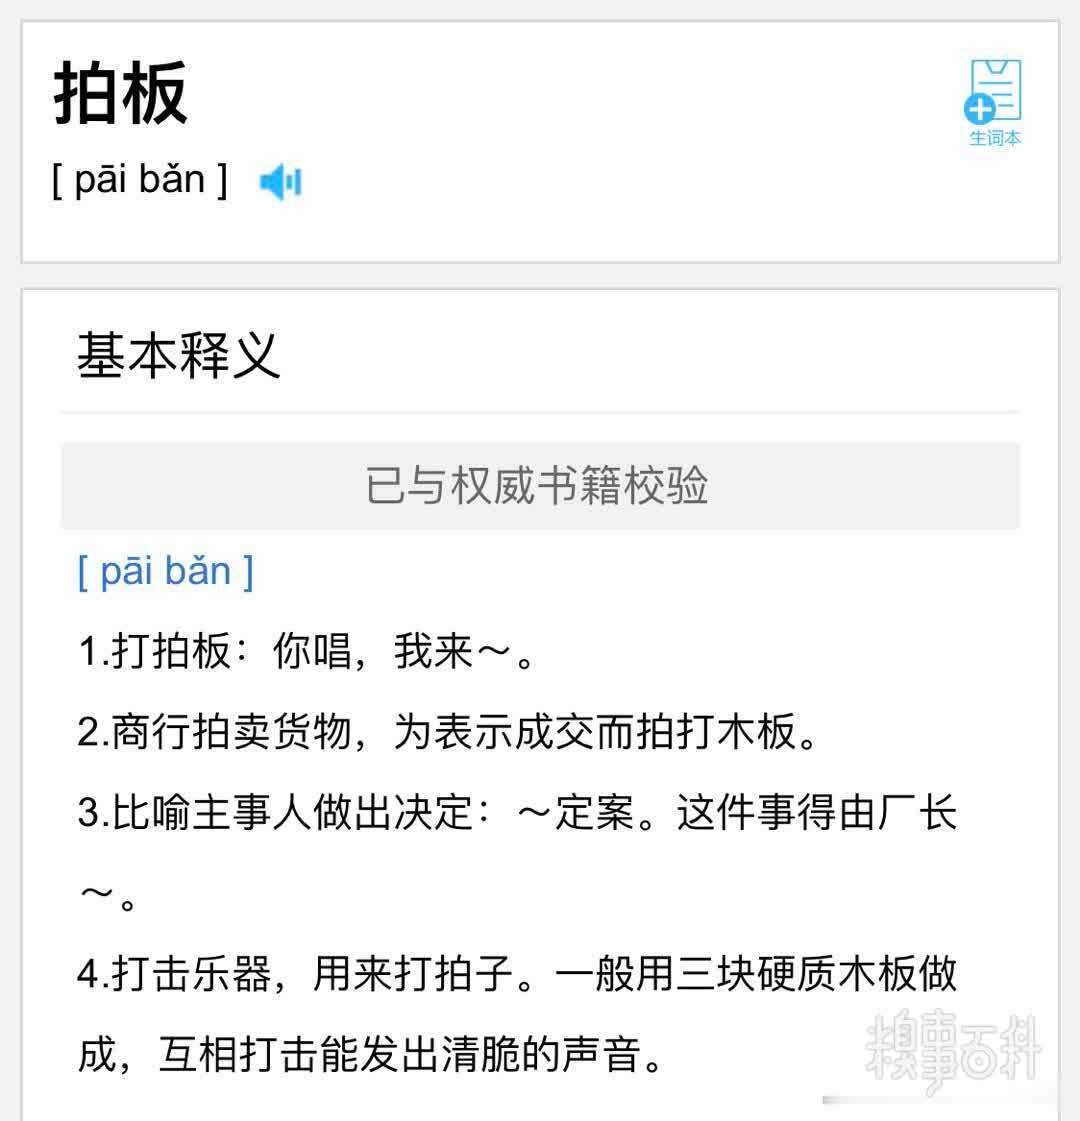 拍板
生词本
[ pāi bǎn ]
基本释义
已与权威书籍校验
[ pāi bǎn ]
1.打拍板：你唱，我来～。
2.商行拍卖货物，为表示成交而拍打木板。
3.比喻主事人做出决定：～定案。这件事得由厂长
～。
4.打击乐器，用来打拍子。一般用三块硬质木板做
成，互相打击能发出清脆的声音。
糗事百科